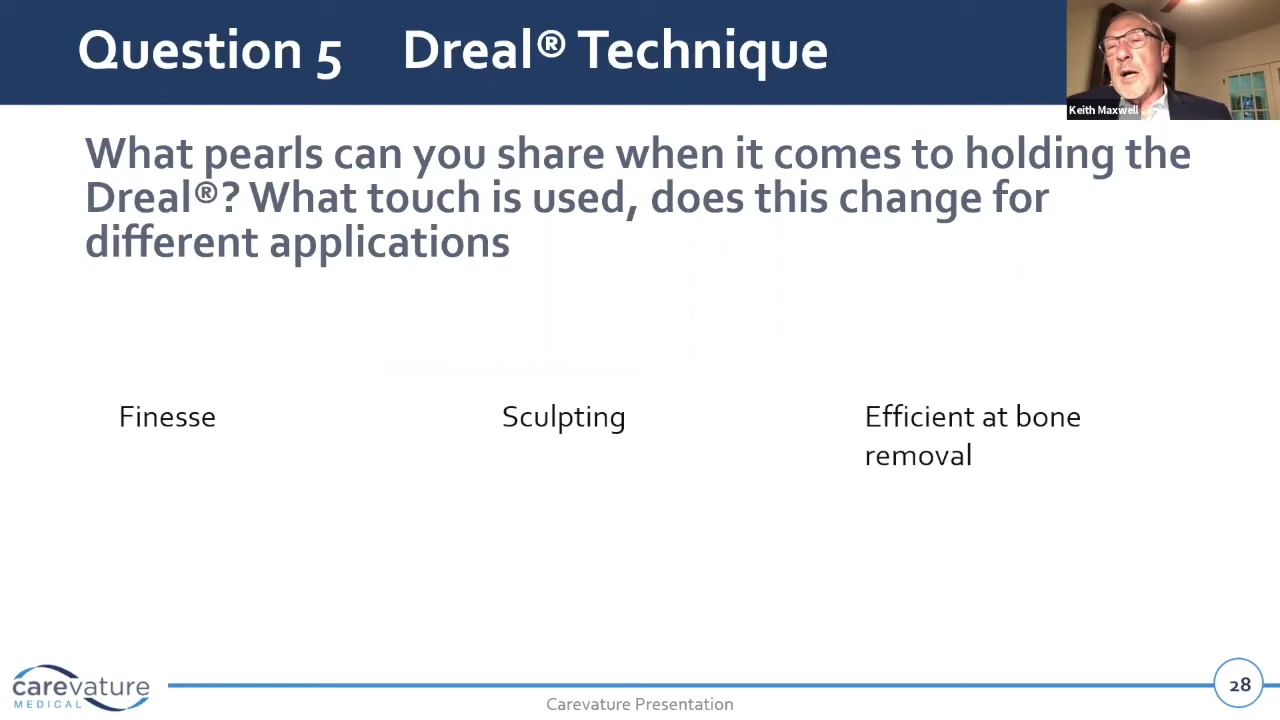 Question 5 Dreal® Technique
Keith Maxwell
What pearls can you share when it comes to holding the
Dreal®? What touch is used, does this change for
different applications
Finesse
Sculpting
Efficient at bone
removal
carevature
MEDICAL
Carevature Presentation
28